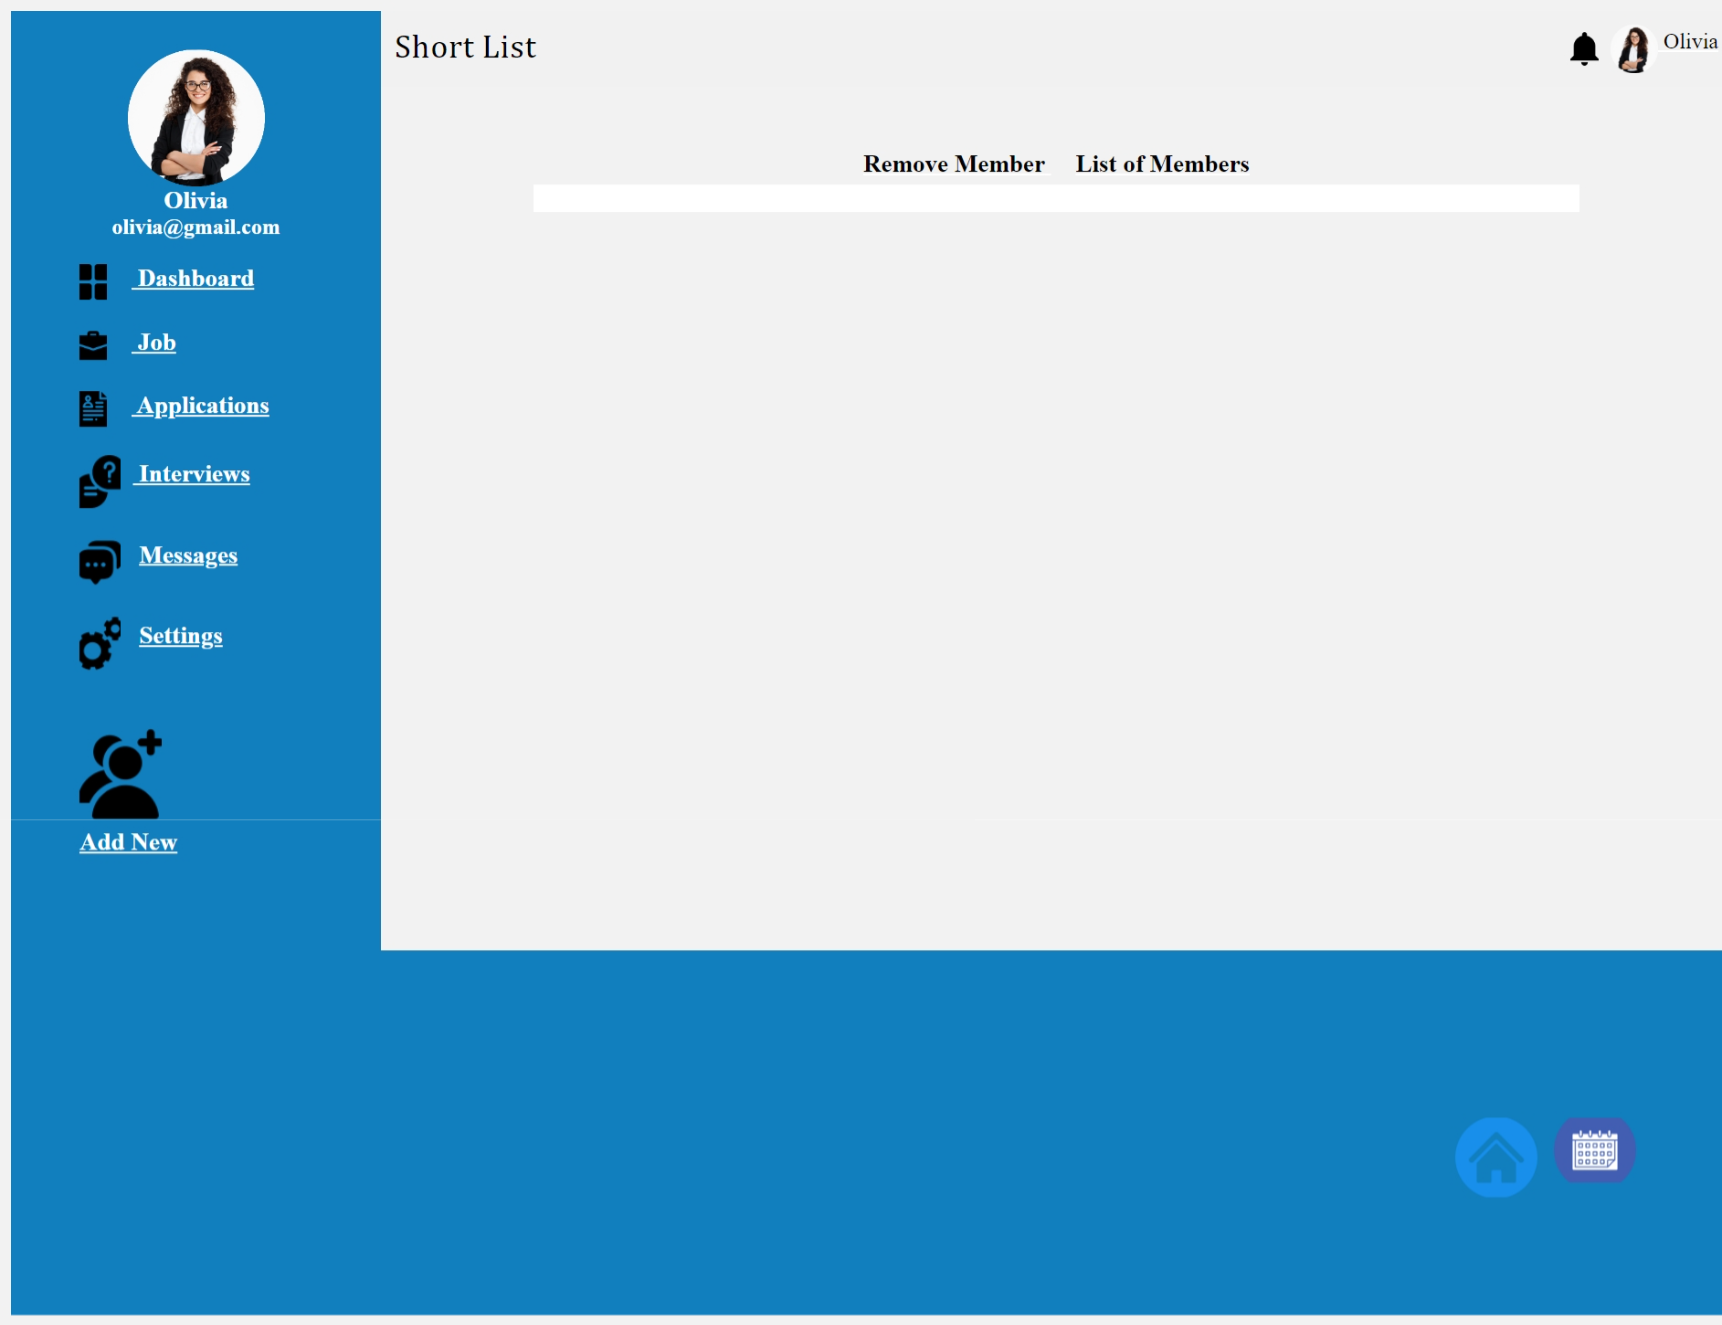 Short List
Olivia
Olivia
olivia@gmail.com
Dashboard
Job
Applications
Interviews
Messages
Settings
Add New
Remove Member List of Members